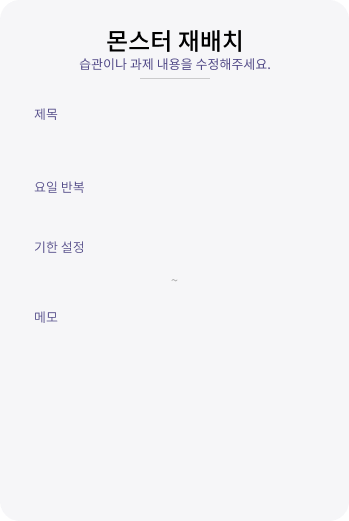 몬스터 재배치
습관이나 과제 내용을 수정해주세요.
제목
요일 반복
기한 설정
~
메모